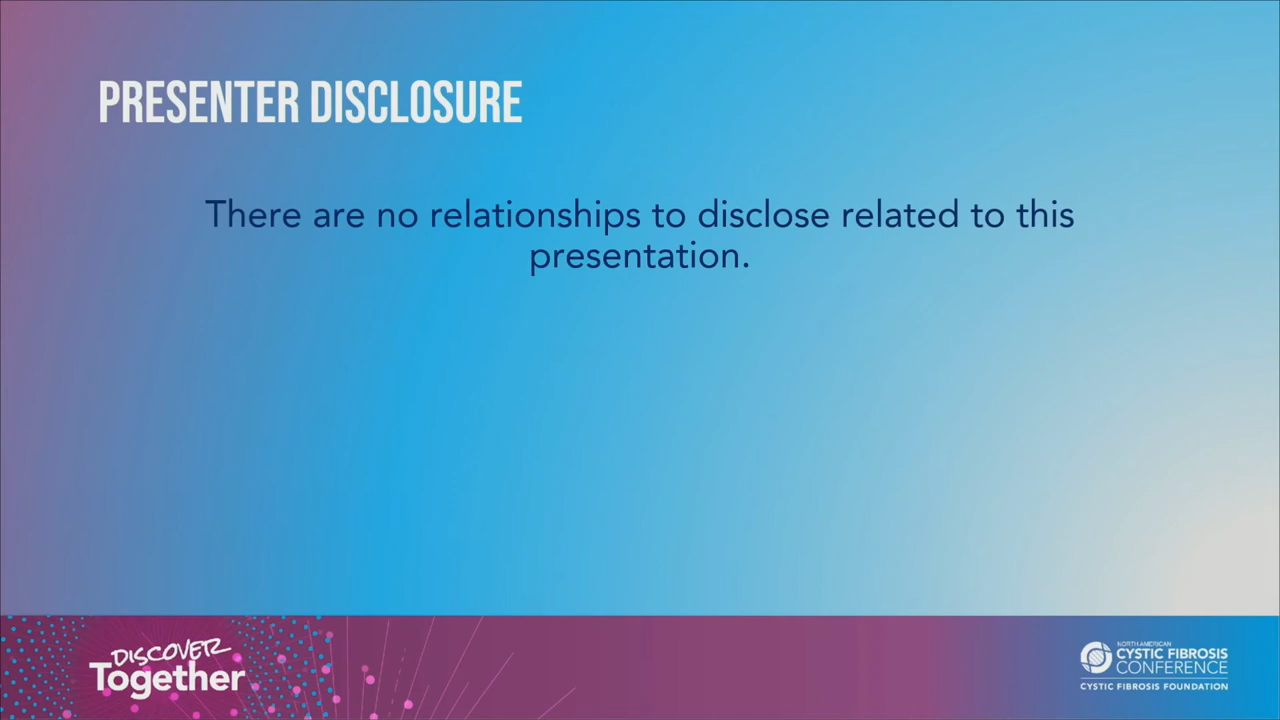 PRESENTER DISCLOSURE
There are no relationships to disclose related to this
presentation.
DISCOVER
Together
NORTH AMERICAN
CYSTIC FIBROSIS
CONFERENCE
CYSTIC FIBROSIS FOUNDATION